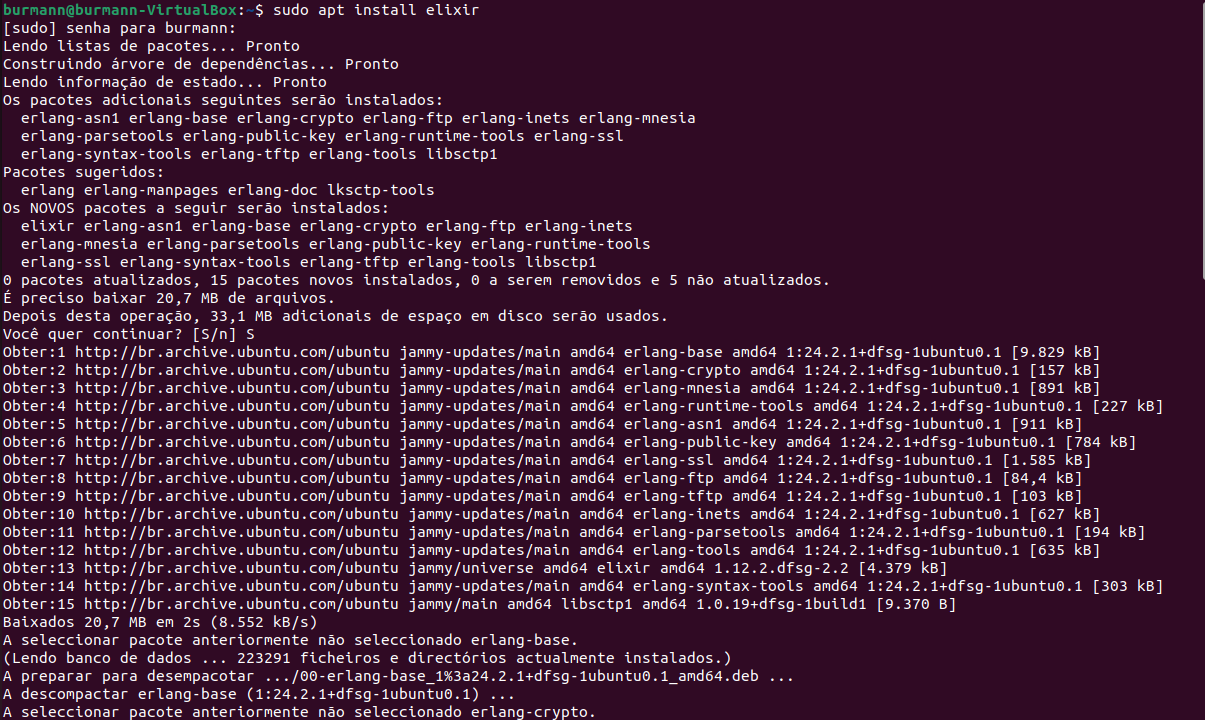 burmann@burmann-VirtualBox:~$ sudo apt install elixir
[sudo] senha para burmann:
Lendo listas de pacotes... Pronto
Construindo árvore de dependências... Pronto
Lendo informação de estado... Pronto
Os pacotes adicionais seguintes serão instalados:
  erlang-asn1 erlang-base erlang-crypto erlang-ftp erlang-inets erlang-mnesia
  erlang-parsetools erlang-public-key erlang-runtime-tools erlang-ssl
  erlang-syntax-tools erlang-tftp erlang-tools libsctp1
Pacotes sugeridos:
  erlang erlang-manpages erlang-doc lksctp-tools
Os NOVOS pacotes a seguir serão instalados:
  elixir erlang-asn1 erlang-base erlang-crypto erlang-ftp erlang-inets
  erlang-mnesia erlang-parsetools erlang-public-key erlang-runtime-tools
  erlang-ssl erlang-syntax-tools erlang-tftp erlang-tools libsctp1
0 pacotes atualizados, 15 pacotes novos instalados, 0 a serem removidos e 5 não atualizados.
É preciso baixar 20,7 MB de arquivos.
Depois desta operação, 33,1 MB adicionais de espaço em disco serão usados.
Você quer continuar? [S/n] S
Obter:1 http://br.archive.ubuntu.com/ubuntu jammy-updates/main amd64 erlang-base amd64 1:24.2.1+dfsg-1ubuntu0.1 [9.829 kB]
Obter:2 http://br.archive.ubuntu.com/ubuntu jammy-updates/main amd64 erlang-crypto amd64 1:24.2.1+dfsg-1ubuntu0.1 [157 kB]
Obter:3 http://br.archive.ubuntu.com/ubuntu jammy-updates/main amd64 erlang-mnesia amd64 1:24.2.1+dfsg-1ubuntu0.1 [891 kB]
Obter:4 http://br.archive.ubuntu.com/ubuntu jammy-updates/main amd64 erlang-runtime-tools amd64 1:24.2.1+dfsg-1ubuntu0.1 [227 kB]
Obter:5 http://br.archive.ubuntu.com/ubuntu jammy-updates/main amd64 erlang-asn1 amd64 1:24.2.1+dfsg-1ubuntu0.1 [911 kB]
Obter:6 http://br.archive.ubuntu.com/ubuntu jammy-updates/main amd64 erlang-public-key amd64 1:24.2.1+dfsg-1ubuntu0.1 [784 kB]
Obter:7 http://br.archive.ubuntu.com/ubuntu jammy-updates/main amd64 erlang-ssl amd64 1:24.2.1+dfsg-1ubuntu0.1 [1.585 kB]
Obter:8 http://br.archive.ubuntu.com/ubuntu jammy-updates/main amd64 erlang-ftp amd64 1:24.2.1+dfsg-1ubuntu0.1 [84,4 kB]
Obter:9 http://br.archive.ubuntu.com/ubuntu jammy-updates/main amd64 erlang-tftp amd64 1:24.2.1+dfsg-1ubuntu0.1 [103 kB]
Obter:10 http://br.archive.ubuntu.com/ubuntu jammy-updates/main amd64 erlang-inets amd64 1:24.2.1+dfsg-1ubuntu0.1 [627 kB]
Obter:11 http://br.archive.ubuntu.com/ubuntu jammy-updates/main amd64 erlang-parsetools amd64 1:24.2.1+dfsg-1ubuntu0.1 [194 kB]
Obter:12 http://br.archive.ubuntu.com/ubuntu jammy-updates/main amd64 erlang-tools amd64 1:24.2.1+dfsg-1ubuntu0.1 [635 kB]
Obter:13 http://br.archive.ubuntu.com/ubuntu jammy/universe amd64 elixir amd64 1.12.2.dfsg-2.2 [4.379 kB]
Obter:14 http://br.archive.ubuntu.com/ubuntu jammy-updates/main amd64 erlang-syntax-tools amd64 1:24.2.1+dfsg-1ubuntu0.1 [303 kB]
Obter:15 http://br.archive.ubuntu.com/ubuntu jammy/main amd64 libsctp1 amd64 1.0.19+dfsg-1build1 [9.370 B]
Baixados 20,7 MB em 2s (8.552 kB/s)
A seleccionar pacote anteriormente não seleccionado erlang-base.
(Lendo banco de dados ... 223291 ficheiros e directórios actualmente instalados.)
A preparar para desempacotar .../00-erlang-base_1%3a24.2.1+dfsg-1ubuntu0.1_amd64.deb ...
A descompactar erlang-base (1:24.2.1+dfsg-1ubuntu0.1) ...
A seleccionar pacote anteriormente não seleccionado erlang-crypto.